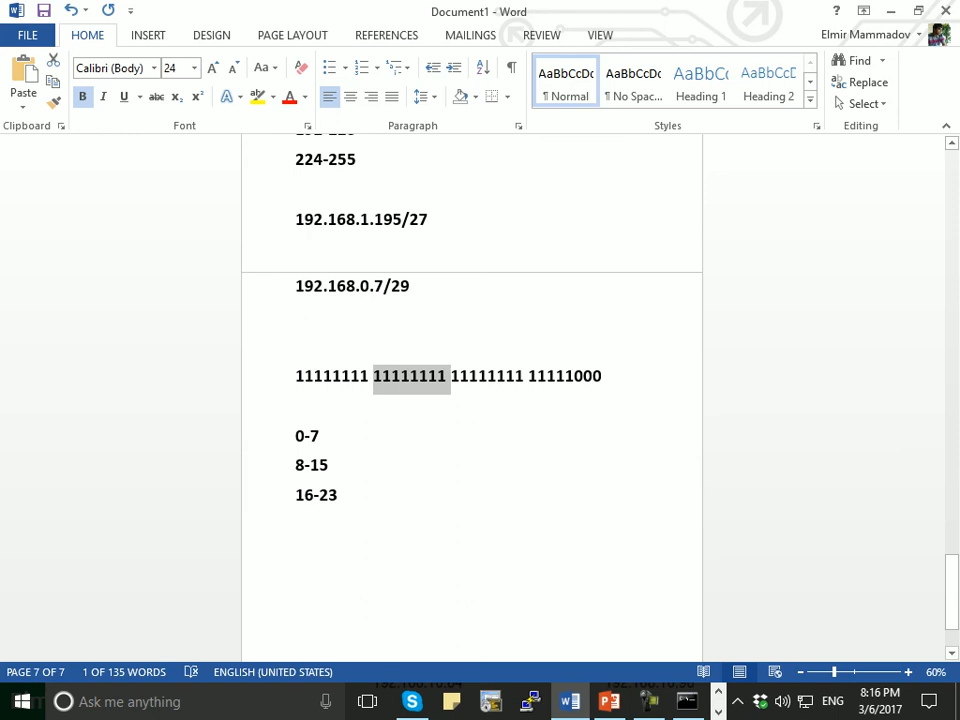 Document1 - Word
FILE HOME INSERT DESIGN PAGE LAYOUT REFERENCES MAILINGS REVIEW VIEW Elmir Mammadov
Paste Calibri (Body) 24 Aa
AaBbCcDc AaBbCcDc AaBbC AaBbCcD
¶ Normal ¶ No Spac... Heading 1 Heading 2
Find
Replace
Select
B I U abc x₂ x² A A
Clipboard Font Paragraph Styles Editing
224-255
192.168.1.195/27
192.168.0.7/29
11111111 11111111 11111111 11111000
0-7
8-15
16-23
PAGE 7 OF 7 1 OF 135 WORDS ENGLISH (UNITED STATES) 60%
Ask me anything ENG 8:16 PM
3/6/2017